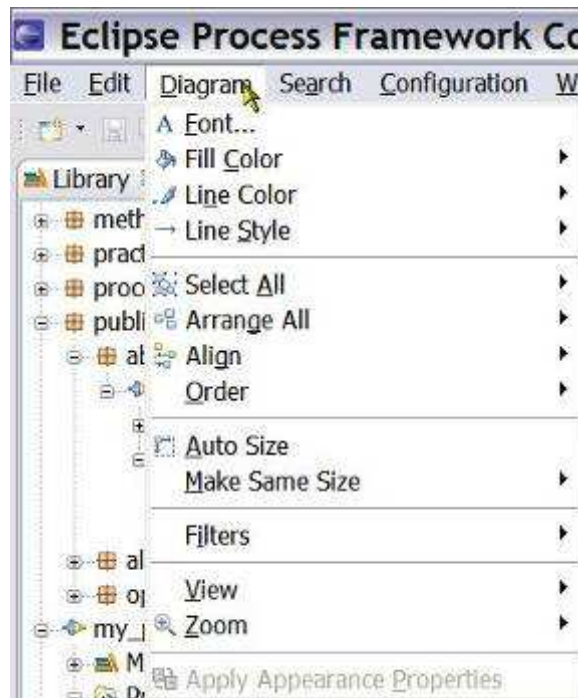 Eclipse Process Framework
File Edit Diagram Search Configuration
Font...
Library
Fill Color
Line Color
Line Style
Select All
Arrange All
Align
Order
Auto Size
Make Same Size
Filters
View
Zoom
Apply Appearance Properties